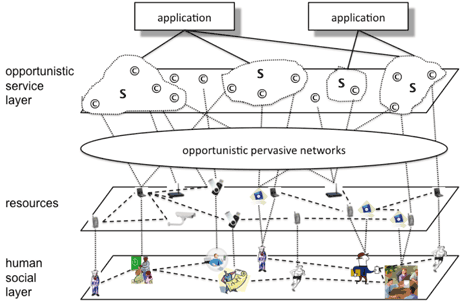 application
application
opportunistic
service
layer
© © © S © © S © © © S © S © ©
opportunistic pervasive networks
resources
human
social
layer